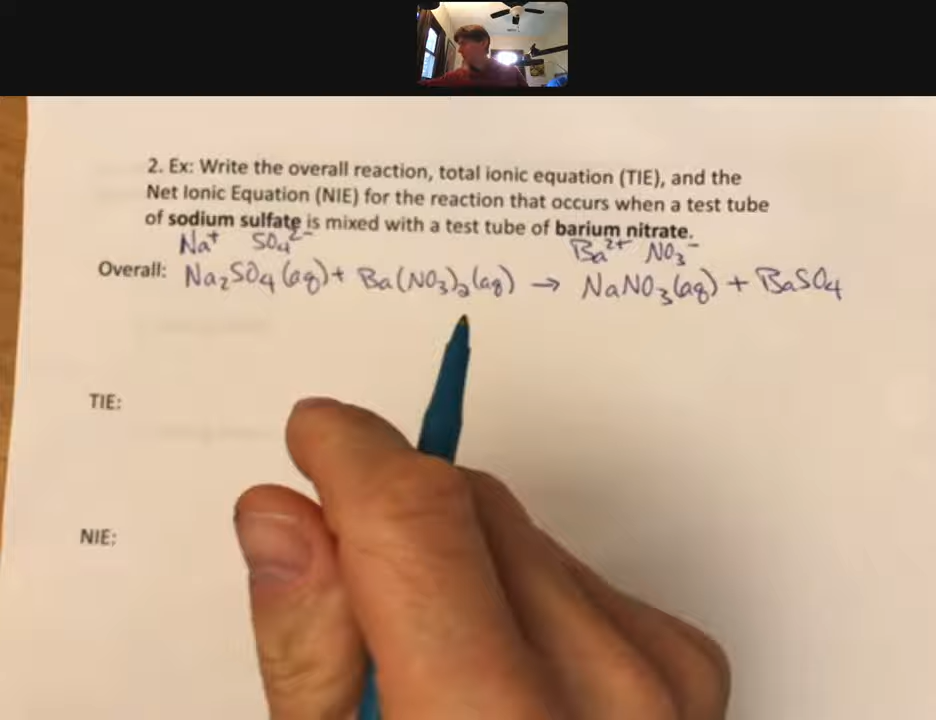 2. Ex: Write the overall reaction, total ionic equation (TIE), and the
Net Ionic Equation (NIE) for the reaction that occurs when a test tube
of sodium sulfate is mixed with a test tube of barium nitrate.
Na⁺ SO₄²⁻ Ba²⁺ NO₃⁻
Overall: Na₂SO₄(aq) + Ba(NO₃)₂(aq) → NaNO₃(aq) + BaSO₄
TIE:
NIE: